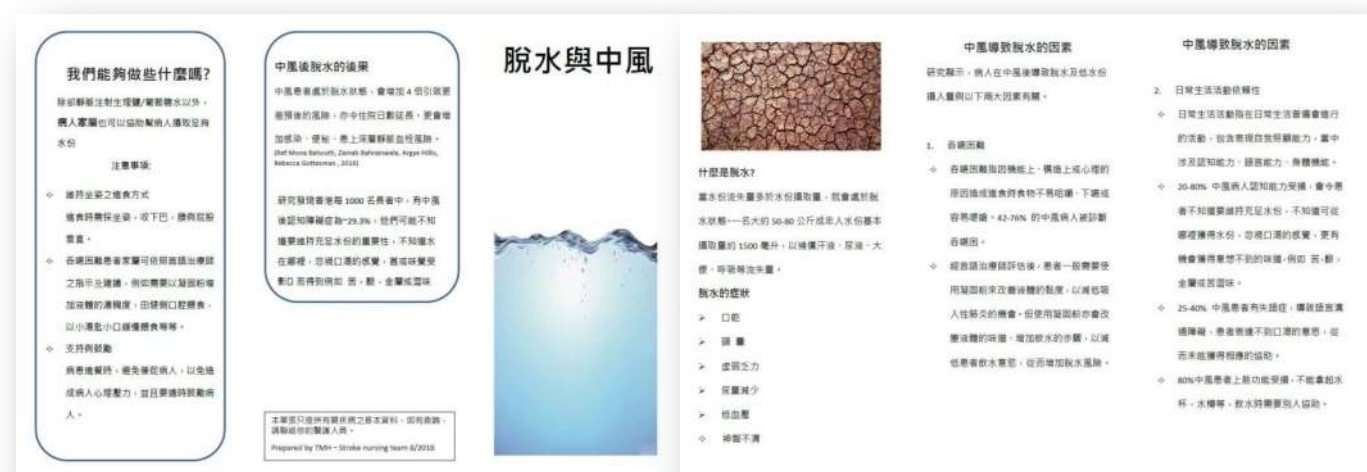 我們能夠做些什麼嗎?
除卻靜脈注射生理鹽/葡萄糖水以外，
病人家屬也可以協助幫病人攝取足夠
水份
注意事項:
維持坐姿之進食方式
進食時需採坐姿，收下巴，腰與屁股
垂直。
吞嚥困難患者家屬可依照言語治療師
之指示及建議，例如需要以凝固粉增
加液體的濃稠度，由健側口腔餵食，
以小湯匙小口緩慢餵食等等。
支持與鼓勵
病患進餐時，避免催促病人，以免造
成病人心理壓力，並且要適時鼓勵病
人。
中風後脫水的後果
中風患者處於脫水狀態，會增加 4 倍引致更
差預後的風險，亦令住院日數延長，更會增
加感染、便秘、患上深層靜脈血栓風險。
(Ref:Mona Bahouth, Zainab Bahranwala, Argye Hillis,
Rebecca Gottesman , 2016)
研究發現香港每 1000 名長者中，有中風
後認知障礙症為~29.3%，他們可能不知
道要維持充足水份的重要性，不知道水
在哪裡，忽視口渴的感覺，甚或味覺受
影口 而得到例如 苦，酸，金屬或澀味
本單張只提供有關疾病之基本資料，如有查詢，
請聯絡你的醫護人員。
Prepared by TMH – Stroke nursing team 8/2018
脫水與中風
什麼是脫水?
當水份流失量多於水份攝取量，就會處於脫
水狀態。一名大約 50-80 公斤成年人水份基本
攝取量約 1500 毫升，以補償汗液、尿液、大
便、呼吸等流失量。
脫水的症狀
口乾
頭暈
虛弱乏力
尿量減少
低血壓
神智不清
中風導致脫水的因素
研究顯示，病人在中風後導致脫水及低水份
攝入量與以下兩大因素有關。
1. 吞嚥困難
吞嚥困難指因機能上、構造上或心理的
原因造成進食時食物不易咀嚼、下嚥或
容易哽嗆。42-76% 的中風病人被診斷
吞嚥困。
經言語治療師評估後，患者一般需要使
用凝固粉來改善液體的黏度，以減低吸
入性肺炎的機會。但使用凝固粉亦會改
變液體的味道、增加飲水的步驟，以減
低患者飲水意慾，從而增加脫水風險。
中風導致脫水的因素
2. 日常生活活動依賴性
日常生活活動指在日常生活普遍會進行
的活動，包含表現自我照顧能力，當中
涉及認知能力、語言能力、身體機能。
20-80% 中風病人認知能力受損，會令患
者不知道要維持充足水份，不知道可從
哪裡獲得水份，忽視口渴的感覺，更有
機會獲得意想不到的味道，例如 苦，酸，
金屬或苦澀味。
25-40% 中風患者有失語症，導致語言溝
通障礙，患者表達不到口渴的意思，從
而未能獲得相應的協助。
80%中風患者上肢功能受損，不能拿起水
杯，水樽等，飲水時需要別人協助。